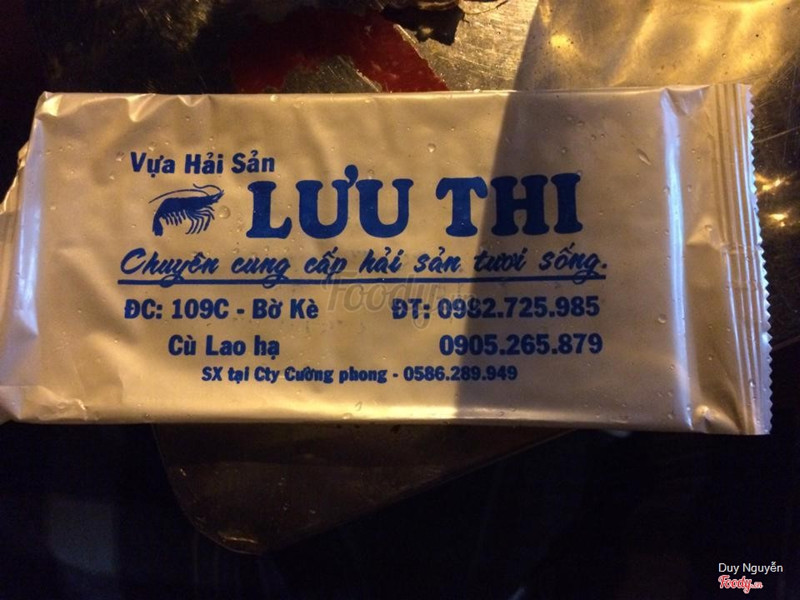 Vựa Hải Sản
LƯU THI
Chuyên cung cấp hải sản tươi sống.
ĐC: 109C - Bờ Kè ĐT: 0982.725.985
Cù Lao hạ 0905.265.879
SX tại Cty Cường phong - 0586.289.949
Foody.vn
Duy Nguyễn
Foody.vn